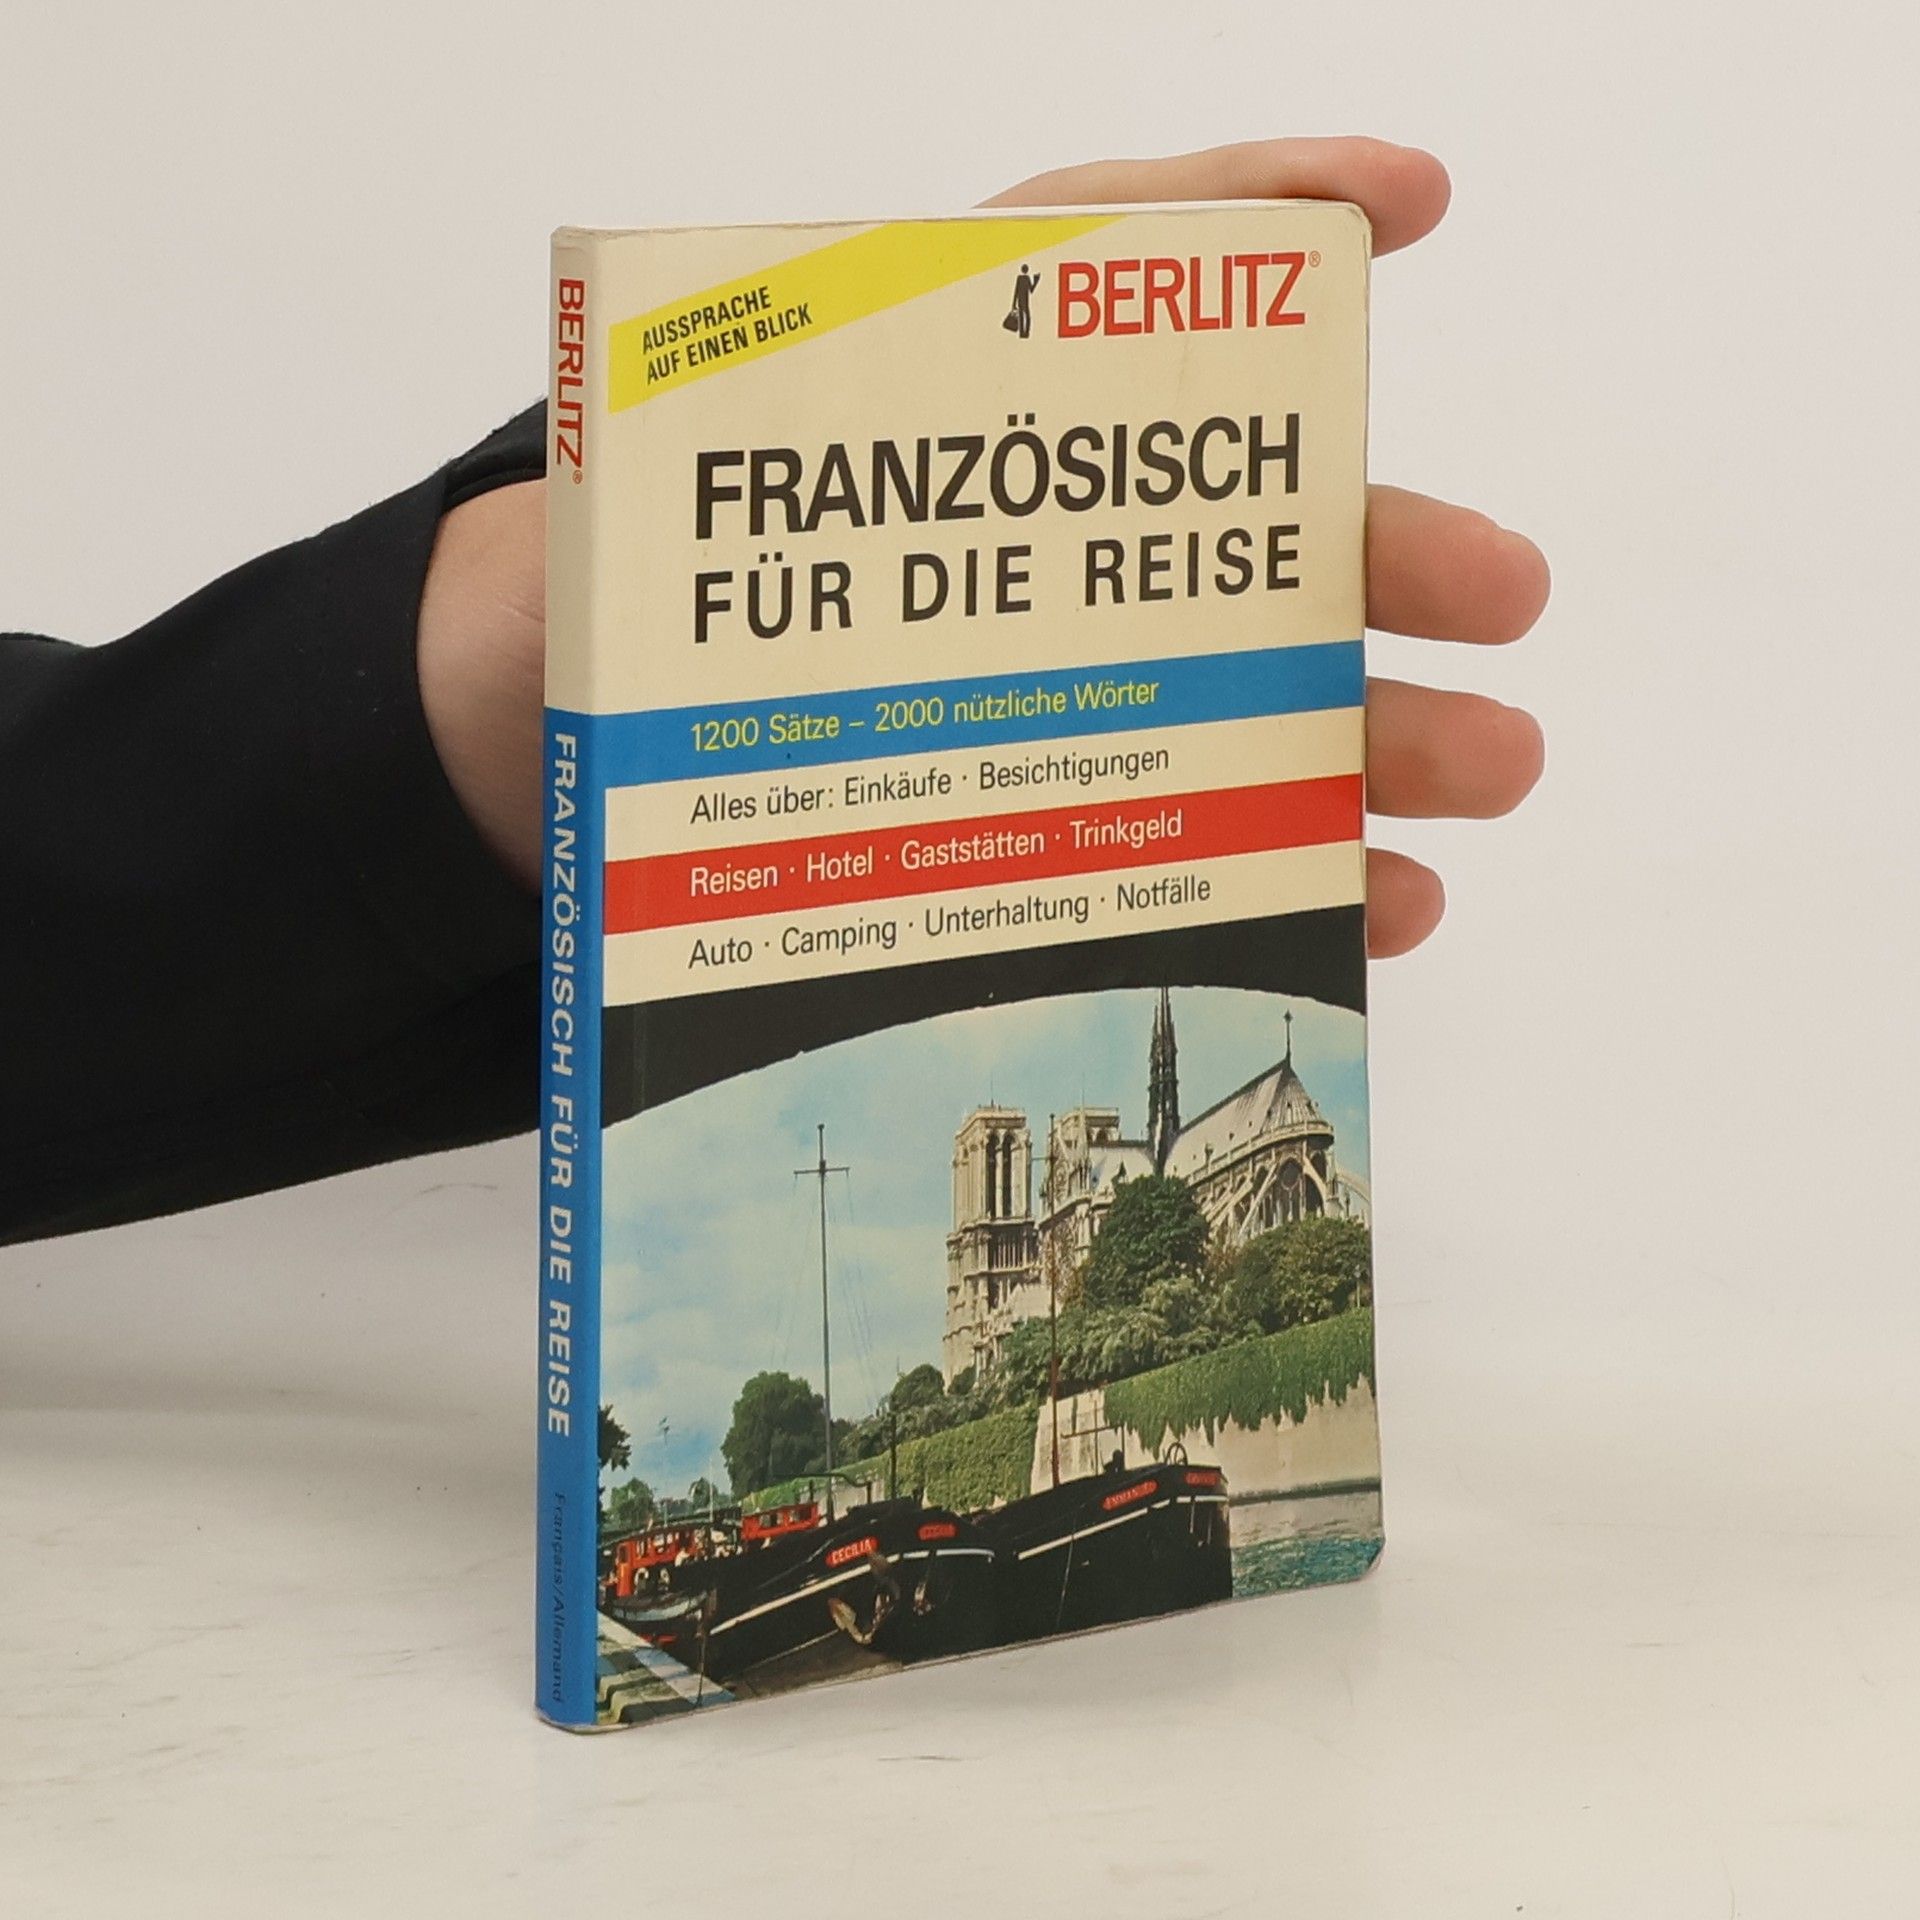 BERLITZ®
FRANZÖSISCH FÜR DIE REISE
Français/Allemand
AUSSPRACHE
AUF EINEN BLICK
BERLITZ®
FRANZÖSISCH
FÜR DIE REISE
1200 Sätze – 2000 nützliche Wörter
Alles über: Einkäufe · Besichtigungen
Reisen · Hotel · Gaststätten · Trinkgeld
Auto · Camping · Unterhaltung · Notfälle
CECILIA